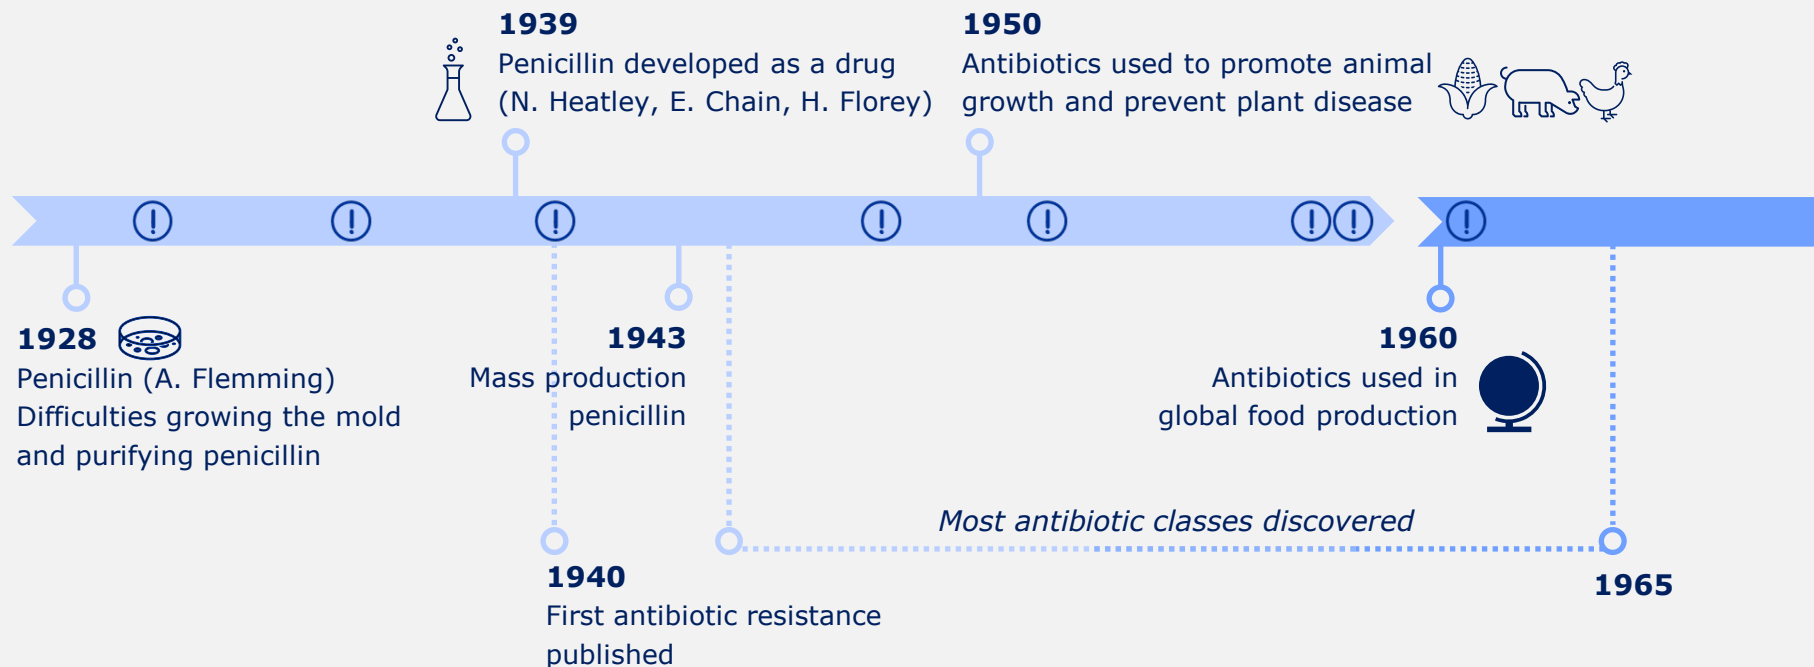 1939
Penicillin developed as a drug
(N. Heatley, E. Chain, H. Florey)
1950
Antibiotics used to promote animal
growth and prevent plant disease
! ! ! ! ! ! ! !
1928
Penicillin (A. Flemming)
Difficulties growing the mold
and purifying penicillin
1943
Mass production
penicillin
1960
Antibiotics used in
global food production
Most antibiotic classes discovered
1940
First antibiotic resistance
published
1965